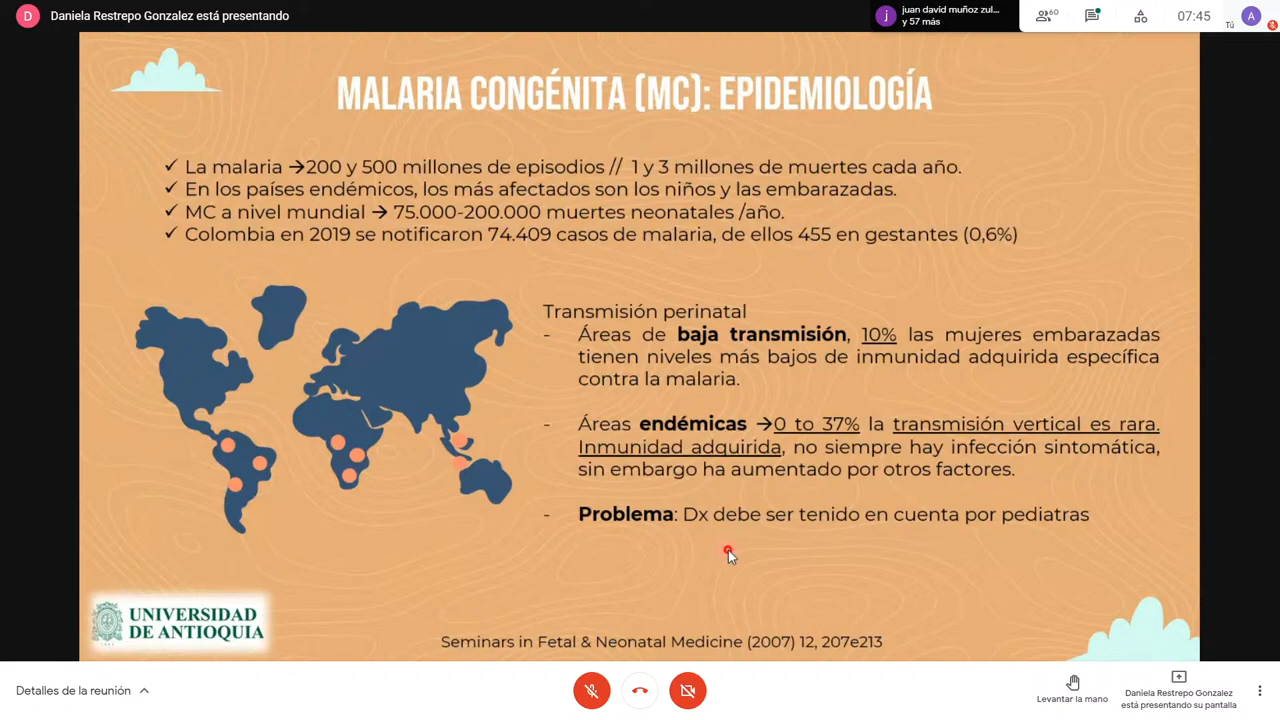 D Daniela Restrepo Gonzalez está presentando
j juan david muñoz zul...
y 57 más
60
07:45
Tú
A
MALARIA CONGÉNITA (MC): EPIDEMIOLOGÍA
✓ La malaria →200 y 500 millones de episodios // 1 y 3 millones de muertes cada año.
✓ En los países endémicos, los más afectados son los niños y las embarazadas.
✓ MC a nivel mundial → 75.000-200.000 muertes neonatales /año.
✓ Colombia en 2019 se notificaron 74.409 casos de malaria, de ellos 455 en gestantes (0,6%)
Transmisión perinatal
- Áreas de baja transmisión, 10% las mujeres embarazadas
tienen niveles más bajos de inmunidad adquirida específica
contra la malaria.
- Áreas endémicas →0 to 37% la transmisión vertical es rara.
Inmunidad adquirida, no siempre hay infección sintomática,
sin embargo ha aumentado por otros factores.
- Problema: Dx debe ser tenido en cuenta por pediatras
UNIVERSIDAD
DE ANTIOQUIA
Seminars in Fetal & Neonatal Medicine (2007) 12, 207e213
Detalles de la reunión
Levantar la mano
Daniela Restrepo Gonzalez
está presentando su pantalla